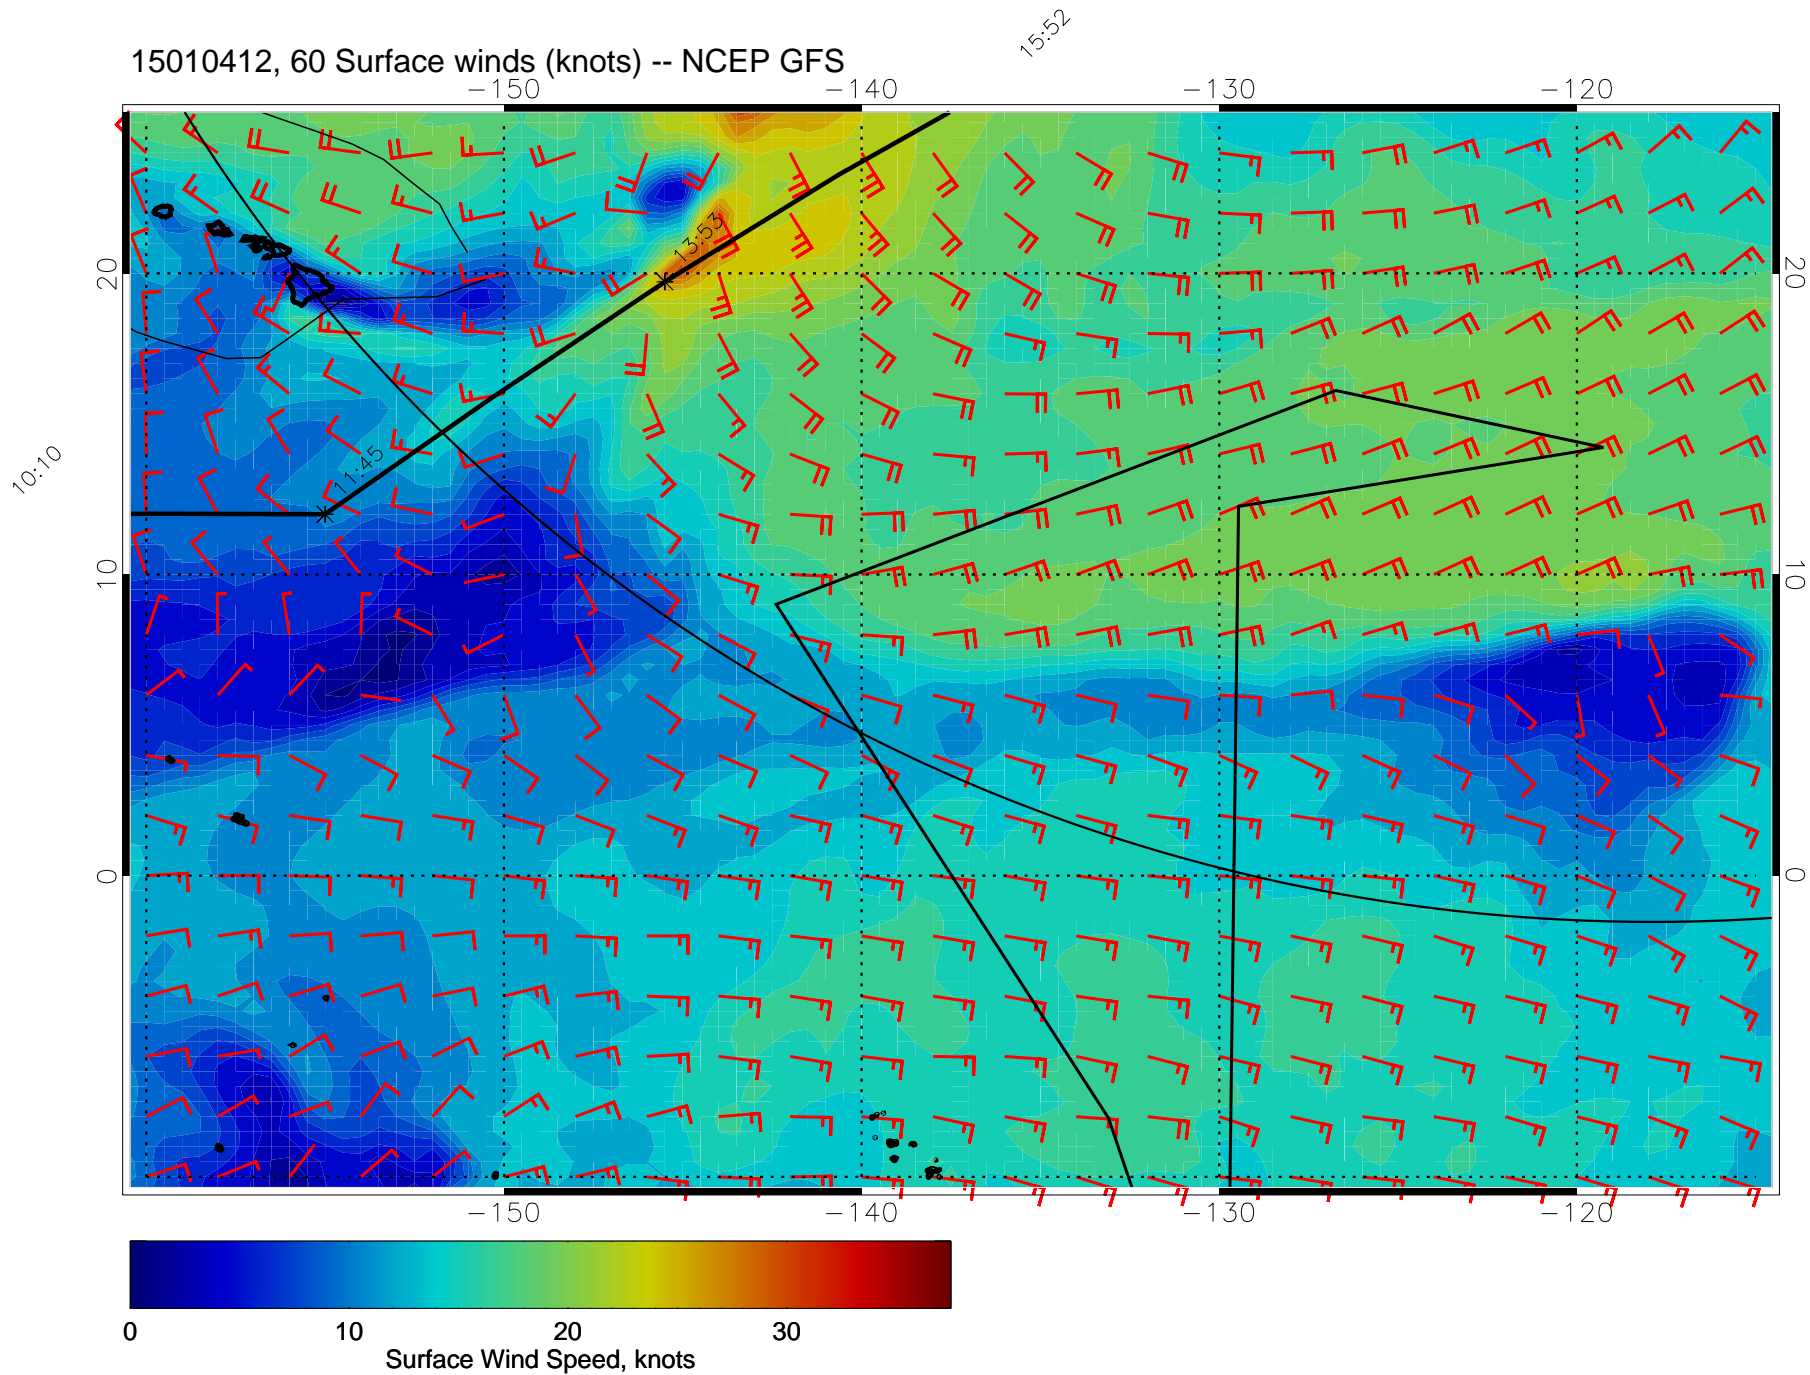 15:52
15010412, 60 Surface winds (knots) -- NCEP GFS
-150 -140 -130 -120
13:53
20 20
11:45
10:10
10 10
0 0
-150 -140 -130 -120
0 10 20 30
Surface Wind Speed, knots